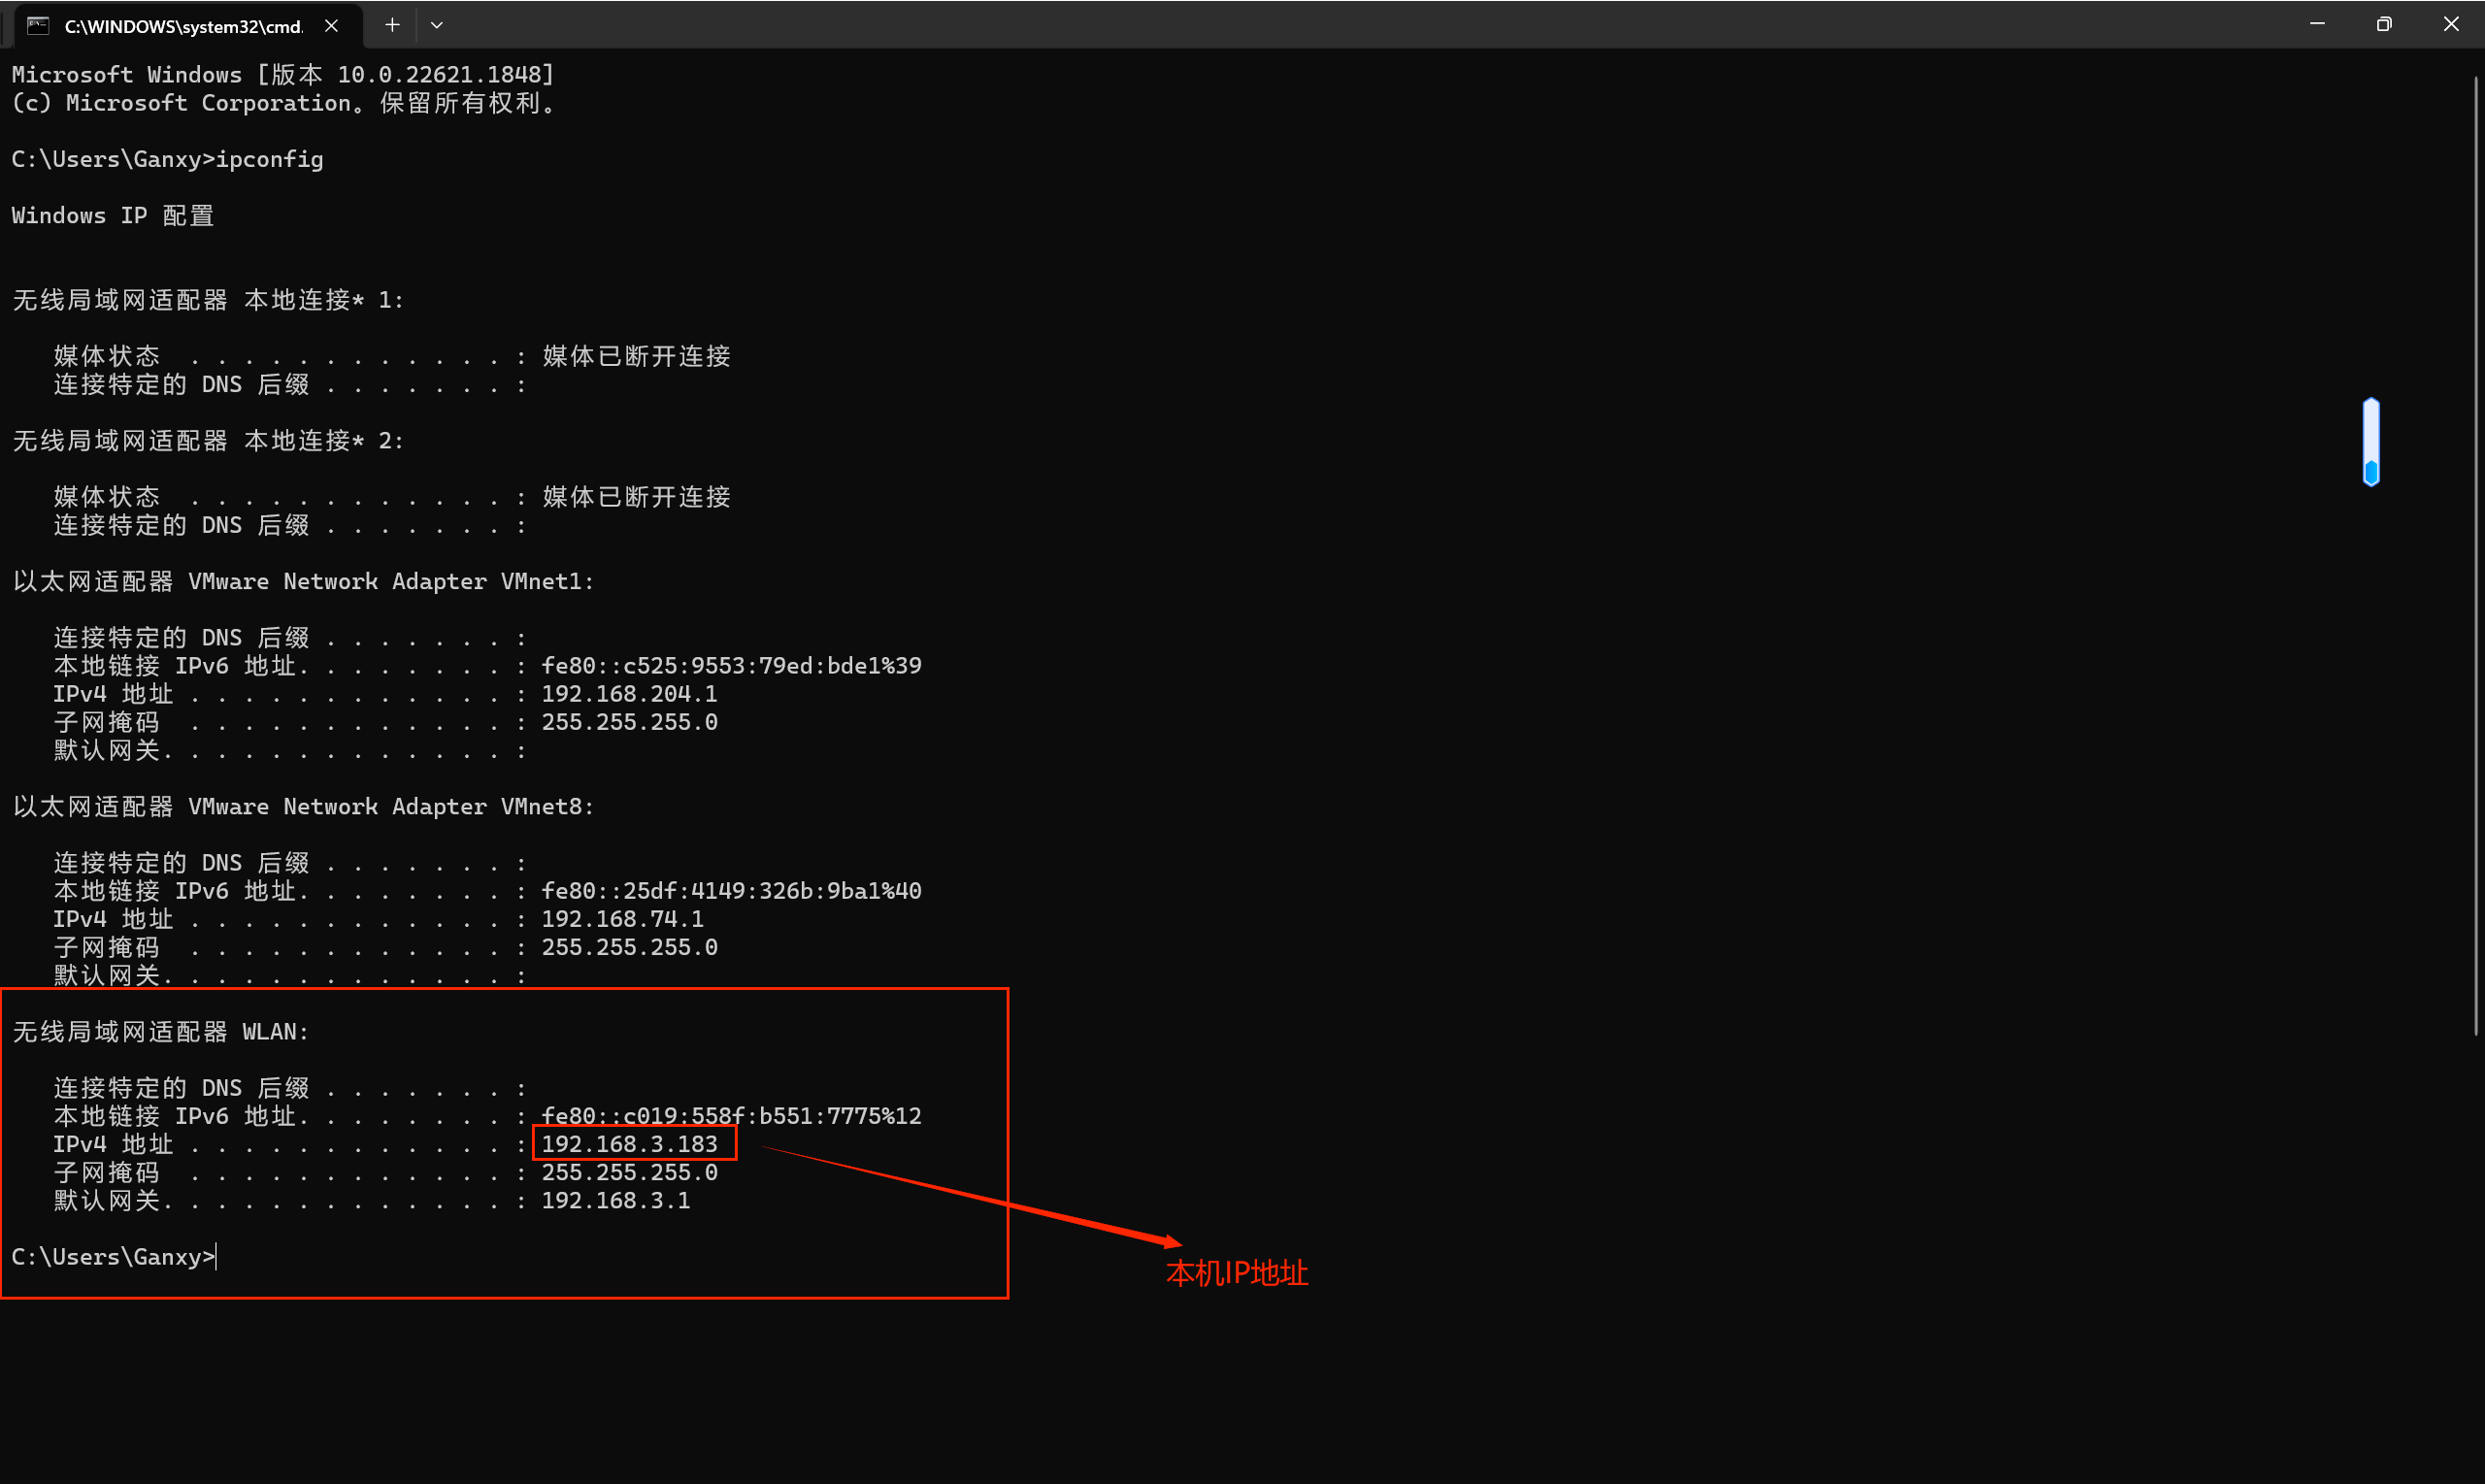 C:\WINDOWS\system32\cmd.
Microsoft Windows [版本 10.0.22621.1848]
(c) Microsoft Corporation。保留所有权利。
C:\Users\Ganxy>ipconfig
Windows IP 配置
无线局域网适配器 本地连接* 1:
媒体状态  . . . . . . . . . . . . : 媒体已断开连接
连接特定的 DNS 后缀 . . . . . . . :
无线局域网适配器 本地连接* 2:
媒体状态  . . . . . . . . . . . . : 媒体已断开连接
连接特定的 DNS 后缀 . . . . . . . :
以太网适配器 VMware Network Adapter VMnet1:
连接特定的 DNS 后缀 . . . . . . . :
本地链接 IPv6 地址. . . . . . . . : fe80::c525:9553:79ed:bde1%39
IPv4 地址 . . . . . . . . . . . . : 192.168.204.1
子网掩码  . . . . . . . . . . . . : 255.255.255.0
默认网关. . . . . . . . . . . . . :
以太网适配器 VMware Network Adapter VMnet8:
连接特定的 DNS 后缀 . . . . . . . :
本地链接 IPv6 地址. . . . . . . . : fe80::25df:4149:326b:9ba1%40
IPv4 地址 . . . . . . . . . . . . : 192.168.74.1
子网掩码  . . . . . . . . . . . . : 255.255.255.0
默认网关. . . . . . . . . . . . . :
无线局域网适配器 WLAN:
连接特定的 DNS 后缀 . . . . . . . :
本地链接 IPv6 地址. . . . . . . . : fe80::c019:558f:b551:7775%12
IPv4 地址 . . . . . . . . . . . . : 192.168.3.183
子网掩码  . . . . . . . . . . . . : 255.255.255.0
默认网关. . . . . . . . . . . . . : 192.168.3.1
C:\Users\Ganxy>
本机IP地址